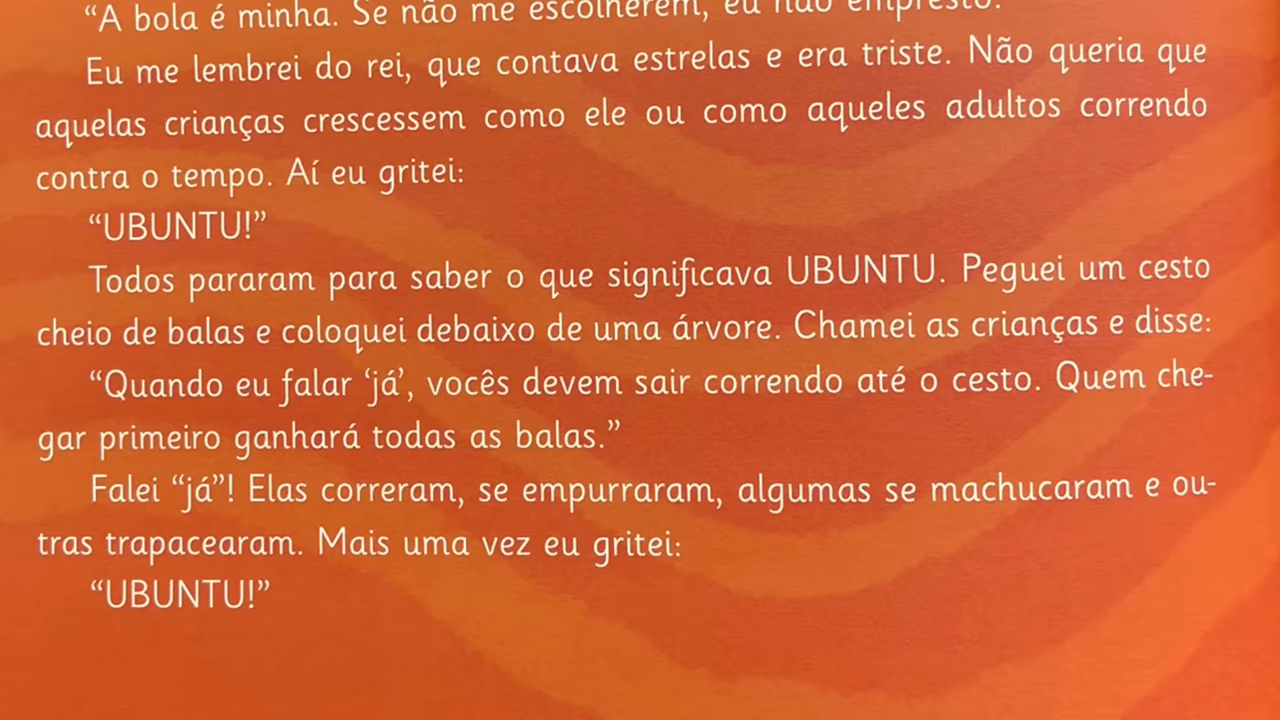 “A bola é minha. Se não me escolherem, eu não empresto.
Eu me lembrei do rei, que contava estrelas e era triste. Não queria que
aquelas crianças crescessem como ele ou como aqueles adultos correndo
contra o tempo. Aí eu gritei:
“UBUNTU!”
Todos pararam para saber o que significava UBUNTU. Peguei um cesto
cheio de balas e coloquei debaixo de uma árvore. Chamei as crianças e disse:
“Quando eu falar ‘já’, vocês devem sair correndo até o cesto. Quem che-
gar primeiro ganhará todas as balas.”
Falei “já”! Elas correram, se empurraram, algumas se machucaram e ou-
tras trapacearam. Mais uma vez eu gritei:
“UBUNTU!”